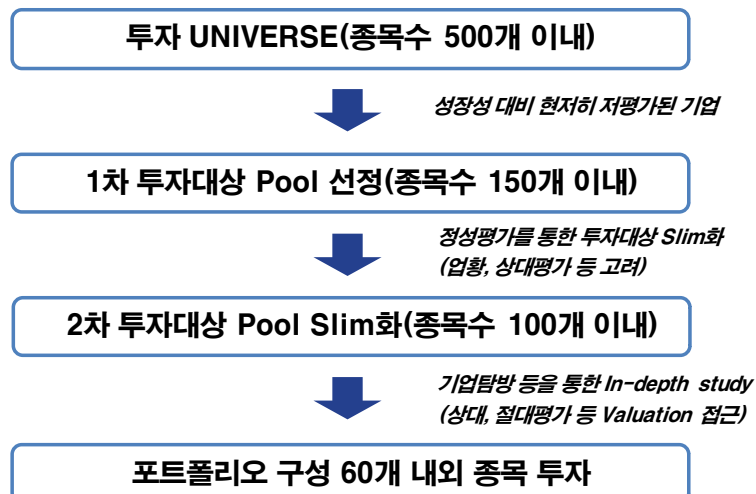 투자 UNIVERSE(종목수 500개 이내)
성장성 대비 현저히 저평가된 기업
1차 투자대상 Pool 선정(종목수 150개 이내)
정성평가를 통한 투자대상 Slim화
(업황, 상대평가 등 고려)
2차 투자대상 Pool Slim화(종목수 100개 이내)
기업탐방 등을 통한 In-depth study
(상대, 절대평가 등 Valuation 접근)
포트폴리오 구성 60개 내외 종목 투자